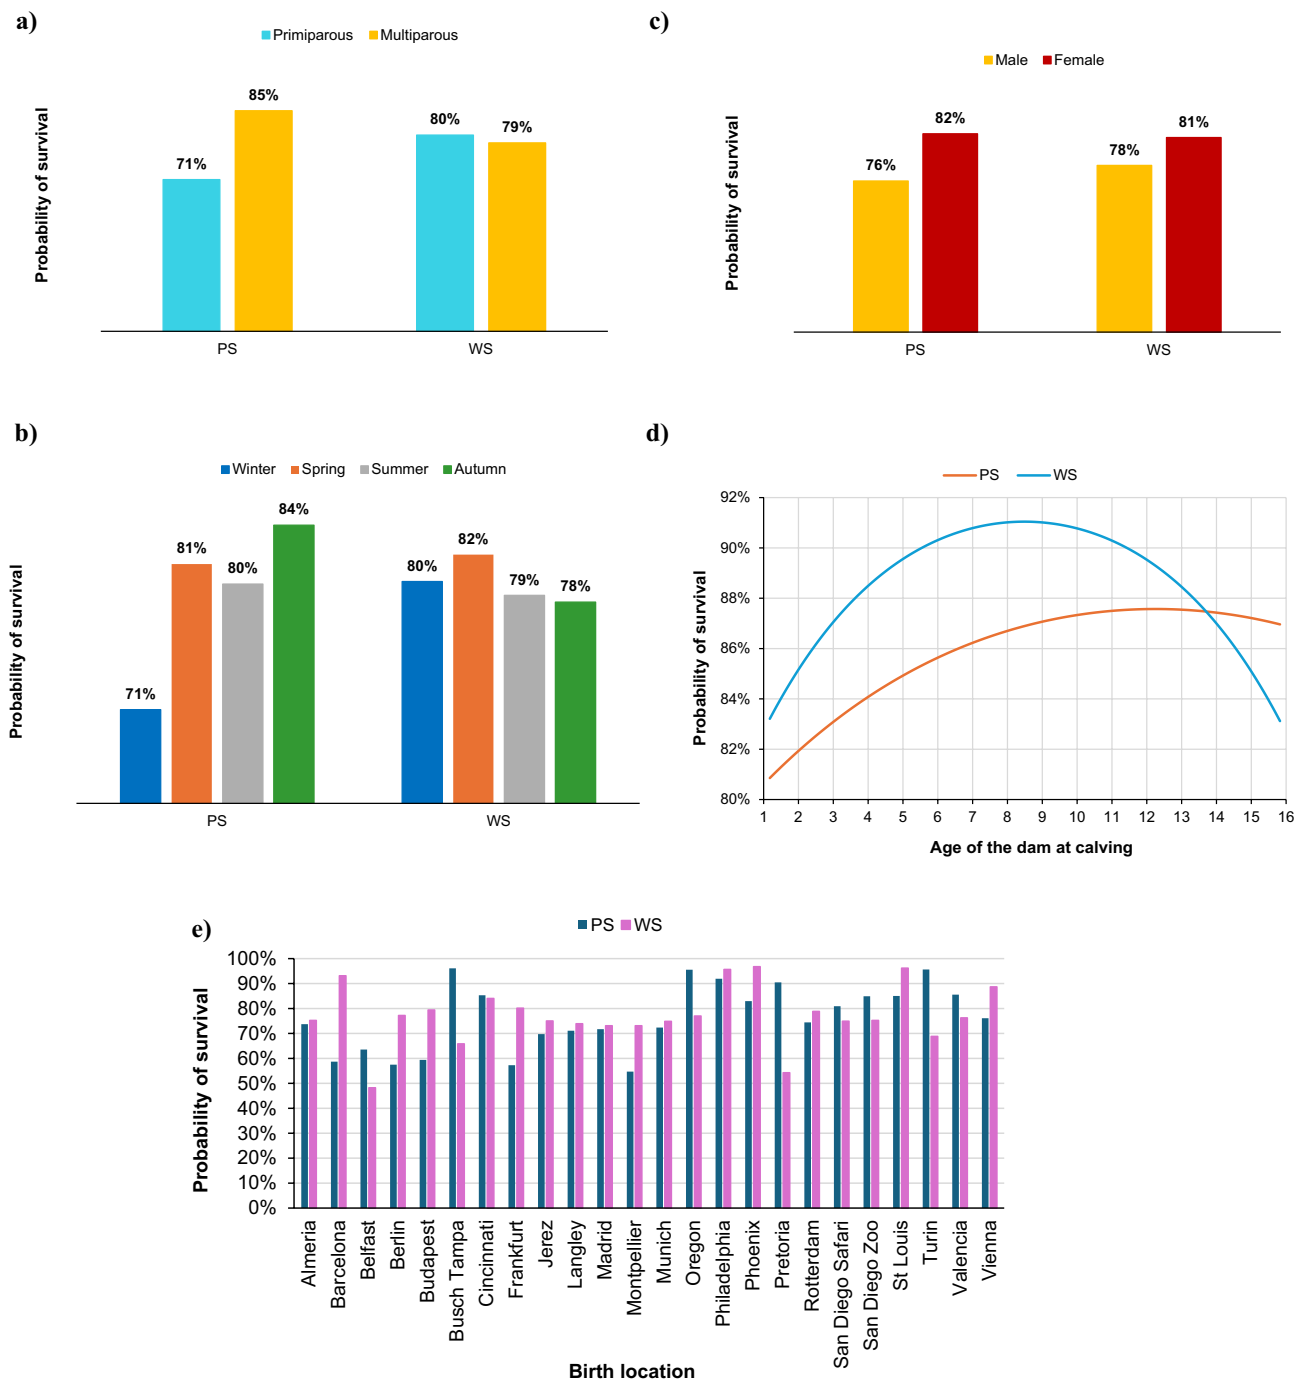 a)
Primiparous Multiparous
Probability of survival
71%
85%
80%
79%
PS
WS
c)
Male Female
Probability of survival
76%
82%
78%
81%
PS
WS
b)
Winter Spring Summer Autumn
Probability of survival
71%
81%
80%
84%
80%
82%
79%
78%
PS
WS
d)
PS WS
Probability of survival
92%
90%
88%
86%
84%
82%
80%
1 2 3 4 5 6 7 8 9 10 11 12 13 14 15 16
Age of the dam at calving
e)
PS WS
Probability of survival
100%
90%
80%
70%
60%
50%
40%
30%
20%
10%
0%
Almeria
Barcelona
Belfast
Berlin
Budapest
Busch Tampa
Cincinnati
Frankfurt
Jerez
Langley
Madrid
Montpellier
Munich
Oregon
Philadelphia
Phoenix
Pretoria
Rotterdam
San Diego Safari
San Diego Zoo
St Louis
Turin
Valencia
Vienna
Birth location